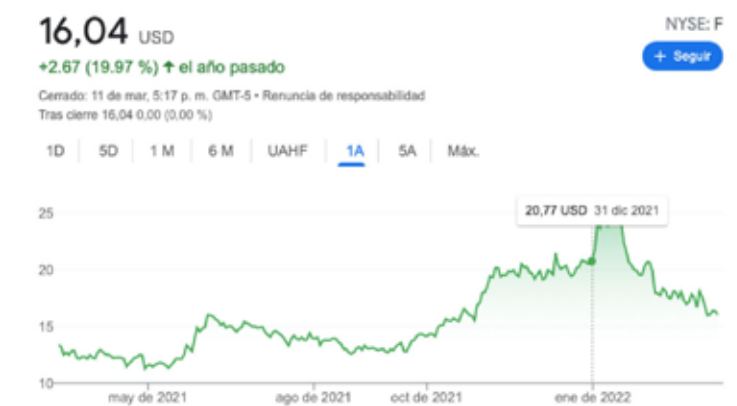 16,04 USD
NYSE: F
+2.67 (19.97 %) ↑ el año pasado
+ Seguir
Cerrado: 11 de mar, 5:17 p. m. GMT-5 • Renuncia de responsabilidad
Tras cierre 16,04 0,00 (0,00 %)
1D 5D 1 M 6 M UAHF 1A 5A Máx.
20,77 USD 31 dic 2021
25
20
15
10
may de 2021 ago de 2021 oct de 2021 ene de 2022